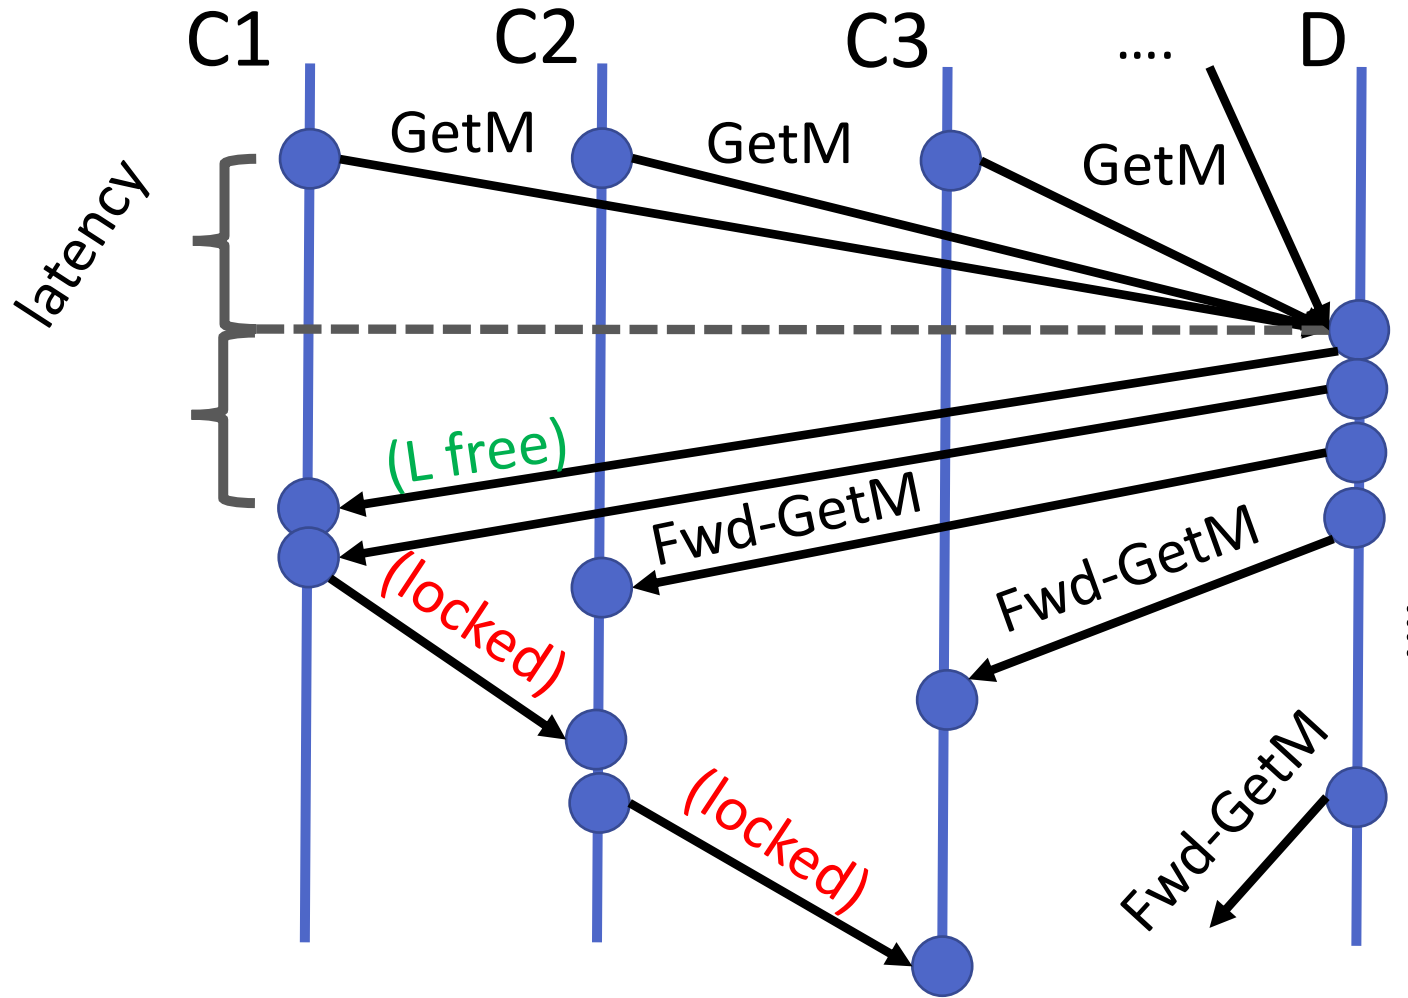 C1
C2
C3
....
D
GetM
GetM
GetM
latency
(L free)
Fwd-GetM
Fwd-GetM
(locked)
....
(locked)
Fwd-GetM